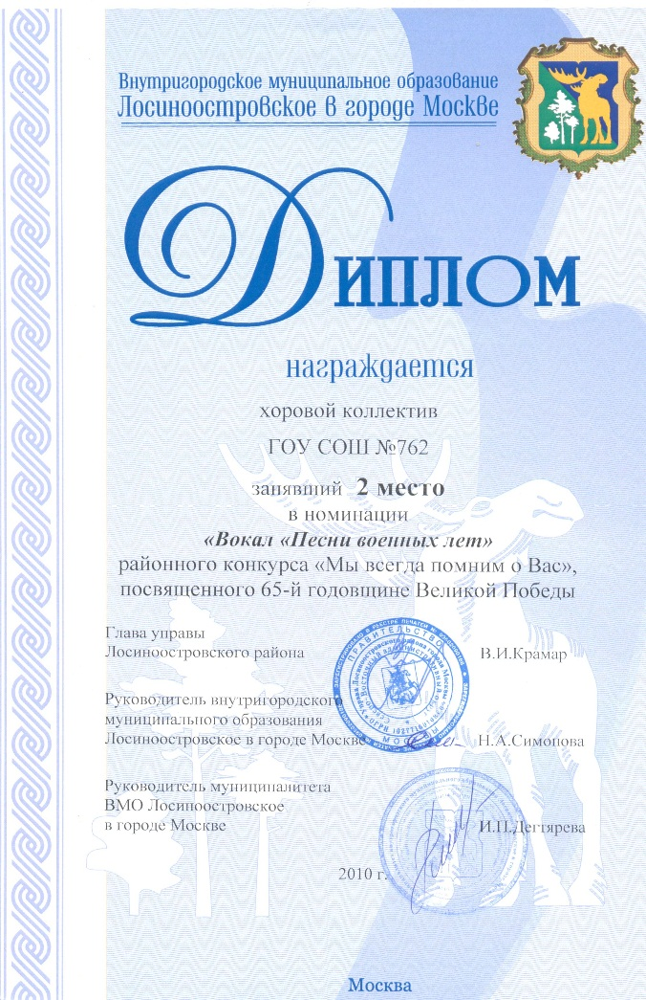 Внутригородское муниципальное образование
Лосиноостровское в городе Москве
Диплом
награждается
хоровой коллектив
ГОУ СОШ №762
занявший 2 место
в номинации
«Вокал «Песни военных лет»
районного конкурса «Мы всегда помним о Вас»,
посвященного 65-й годовщине Великой Победы
Глава управы
Лосиноостровского района
В.И.Крамар
ПРАВИТЕЛЬСТВО
МОСКВЫ
Руководитель внутригородского
муниципального образования
Лосиноостровское в городе Москве
Н.А.Симонова
Руководитель муниципалитета
ВМО Лосиноостровское
в городе Москве
И.П.Дегтярева
2010 г.
Москва